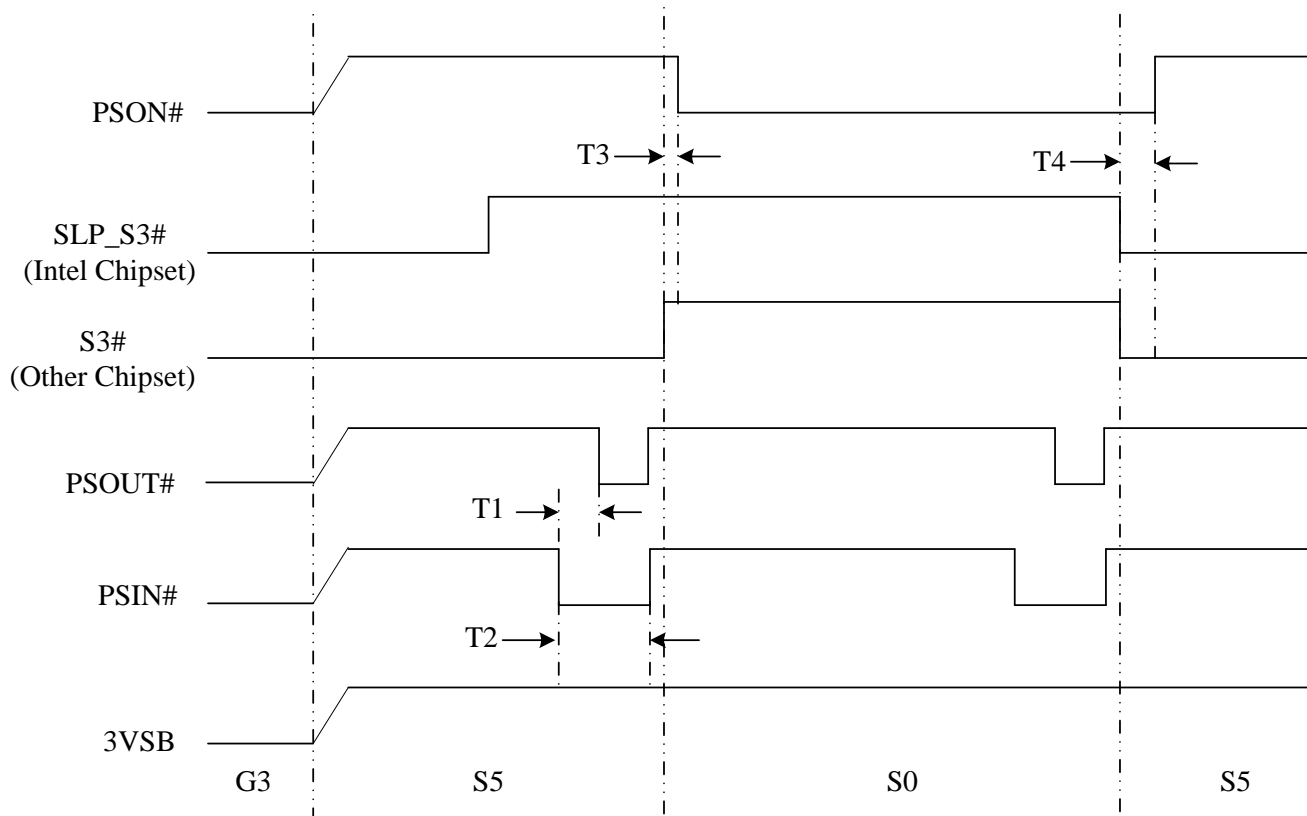 PSON#
T3
T4
SLP_S3#
(Intel Chipset)
S3#
(Other Chipset)
PSOUT#
T1
PSIN#
T2
3VSB
G3
S5
S0
S5